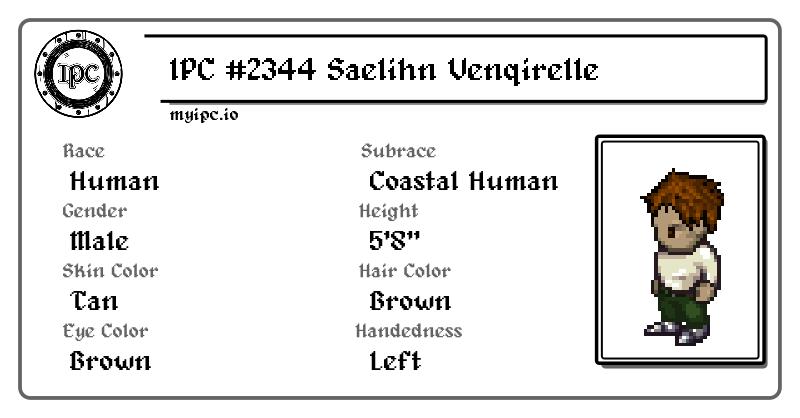 IPC
IPC #2344 Saelihn Venqirelle
myipc.io
Race
Human
Subrace
Coastal Human
Gender
Male
Height
5'8"
Skin Color
Tan
Hair Color
Brown
Eye Color
Brown
Handedness
Left